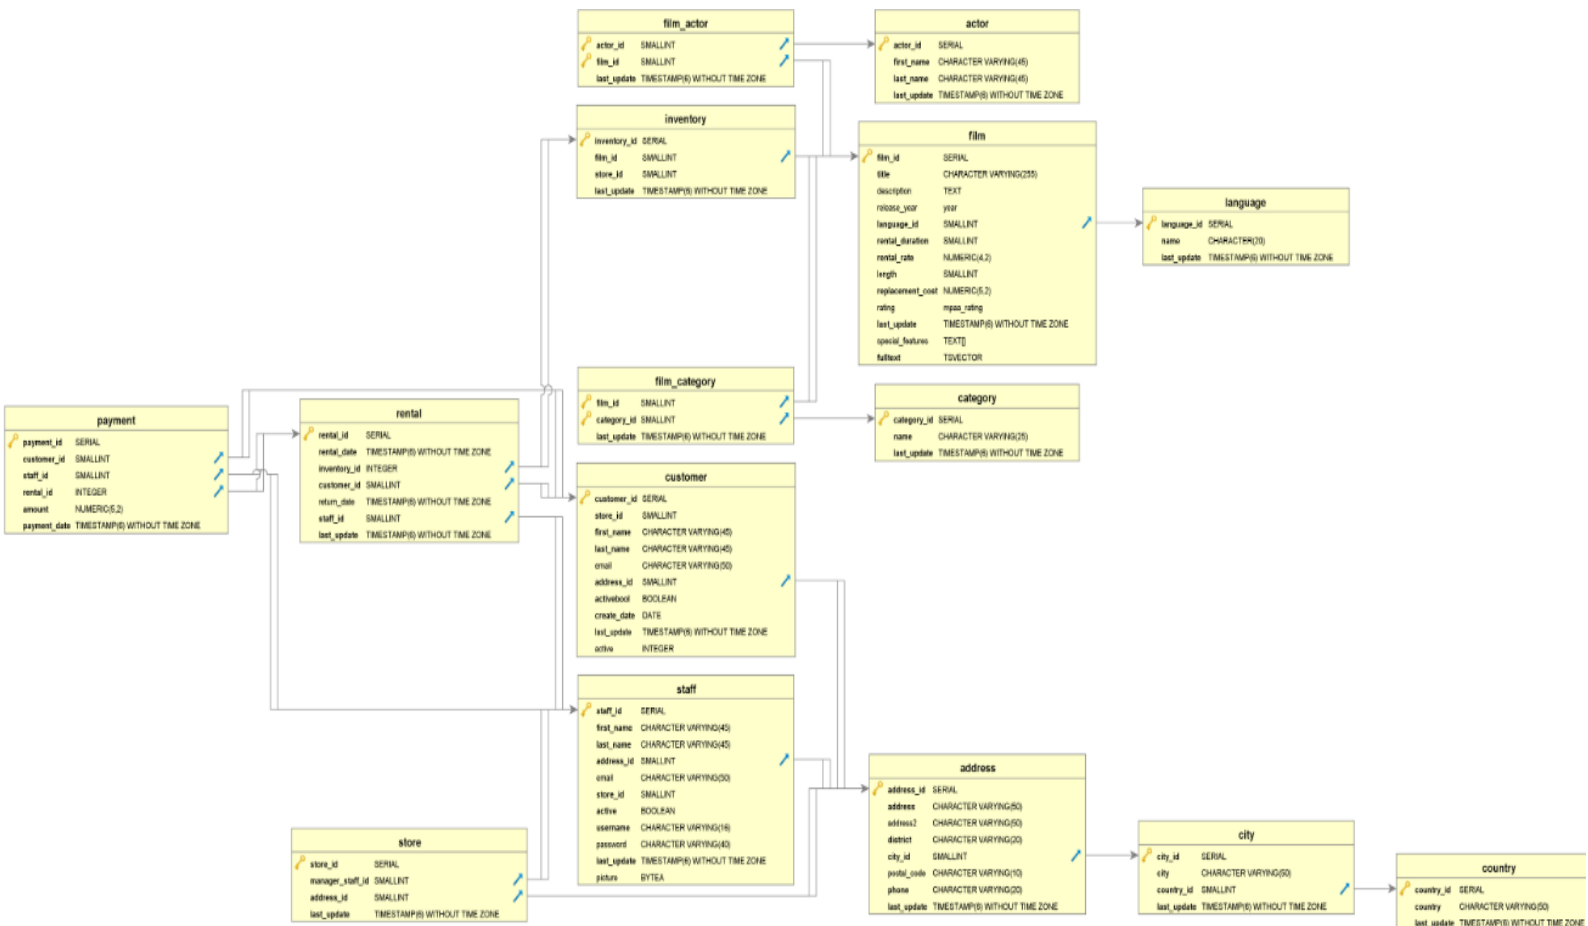 film_actor
actor_id SMALLINT
film_id SMALLINT
last_update TIMESTAMP(6) WITHOUT TIME ZONE
actor
actor_id SERIAL
first_name CHARACTER VARYING(45)
last_name CHARACTER VARYING(45)
last_update TIMESTAMP(6) WITHOUT TIME ZONE
inventory
inventory_id SERIAL
film_id SMALLINT
store_id SMALLINT
last_update TIMESTAMP(6) WITHOUT TIME ZONE
film
film_id SERIAL
title CHARACTER VARYING(255)
description TEXT
release_year year
language_id SMALLINT
rental_duration SMALLINT
rental_rate NUMERIC(4,2)
length SMALLINT
replacement_cost NUMERIC(5,2)
rating mpaa_rating
last_update TIMESTAMP(6) WITHOUT TIME ZONE
special_features TEXT[]
fulltext TSVECTOR
language
language_id SERIAL
name CHARACTER(20)
last_update TIMESTAMP(6) WITHOUT TIME ZONE
film_category
film_id SMALLINT
category_id SMALLINT
last_update TIMESTAMP(6) WITHOUT TIME ZONE
category
category_id SERIAL
name CHARACTER VARYING(25)
last_update TIMESTAMP(6) WITHOUT TIME ZONE
payment
payment_id SERIAL
customer_id SMALLINT
staff_id SMALLINT
rental_id INTEGER
amount NUMERIC(5,2)
payment_date TIMESTAMP(6) WITHOUT TIME ZONE
rental
rental_id SERIAL
rental_date TIMESTAMP(6) WITHOUT TIME ZONE
inventory_id INTEGER
customer_id SMALLINT
return_date TIMESTAMP(6) WITHOUT TIME ZONE
staff_id SMALLINT
last_update TIMESTAMP(6) WITHOUT TIME ZONE
customer
customer_id SERIAL
store_id SMALLINT
first_name CHARACTER VARYING(45)
last_name CHARACTER VARYING(45)
email CHARACTER VARYING(50)
address_id SMALLINT
activebool BOOLEAN
create_date DATE
last_update TIMESTAMP(6) WITHOUT TIME ZONE
active INTEGER
staff
staff_id SERIAL
first_name CHARACTER VARYING(45)
last_name CHARACTER VARYING(45)
address_id SMALLINT
email CHARACTER VARYING(50)
store_id SMALLINT
active BOOLEAN
username CHARACTER VARYING(16)
password CHARACTER VARYING(40)
last_update TIMESTAMP(6) WITHOUT TIME ZONE
picture BYTEA
store
store_id SERIAL
manager_staff_id SMALLINT
address_id SMALLINT
last_update TIMESTAMP(6) WITHOUT TIME ZONE
address
address_id SERIAL
address CHARACTER VARYING(50)
address2 CHARACTER VARYING(50)
district CHARACTER VARYING(20)
city_id SMALLINT
postal_code CHARACTER VARYING(10)
phone CHARACTER VARYING(20)
last_update TIMESTAMP(6) WITHOUT TIME ZONE
city
city_id SERIAL
city CHARACTER VARYING(50)
country_id SMALLINT
last_update TIMESTAMP(6) WITHOUT TIME ZONE
country
country_id SERIAL
country CHARACTER VARYING(50)
last_update TIMESTAMP(6) WITHOUT TIME ZONE